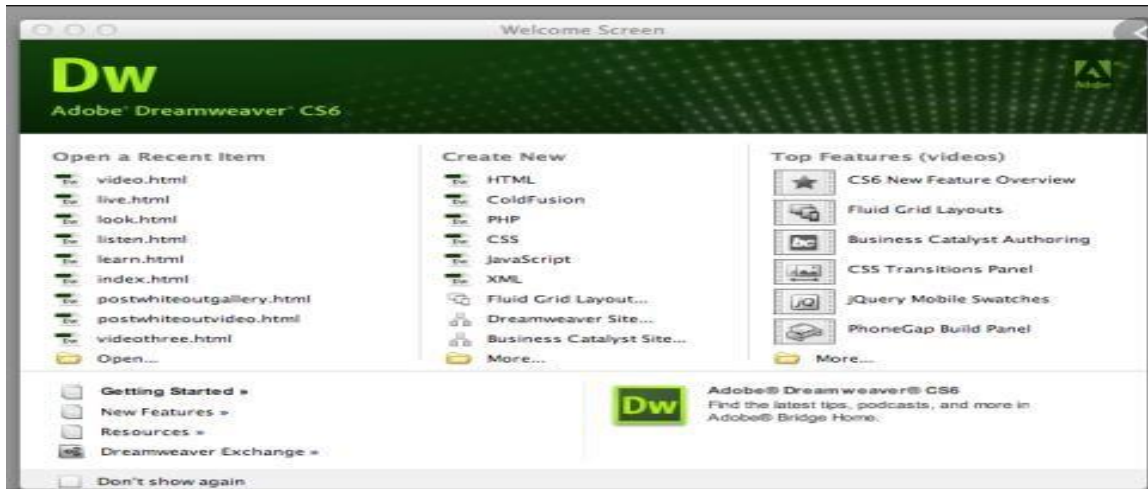 Welcome Screen
Dw
Adobe® Dreamweaver® CS6
Adobe
Open a Recent Item
video.html
live.html
look.html
listen.html
learn.html
index.html
postwhiteoutgallery.html
postwhiteoutvideo.html
videothree.html
Open...
Create New
HTML
ColdFusion
PHP
CSS
JavaScript
XML
Fluid Grid Layout...
Dreamweaver Site...
Business Catalyst Site...
More...
Top Features (videos)
CS6 New Feature Overview
Fluid Grid Layouts
bc
Business Catalyst Authoring
CSS Transitions Panel
jQ
jQuery Mobile Swatches
PhoneGap Build Panel
More...
Getting Started »
New Features »
Resources »
Dreamweaver Exchange »
Dw
Adobe® Dreamweaver® CS6
Find the latest tips, podcasts, and more in
Adobe® Bridge Home.
Don't show again